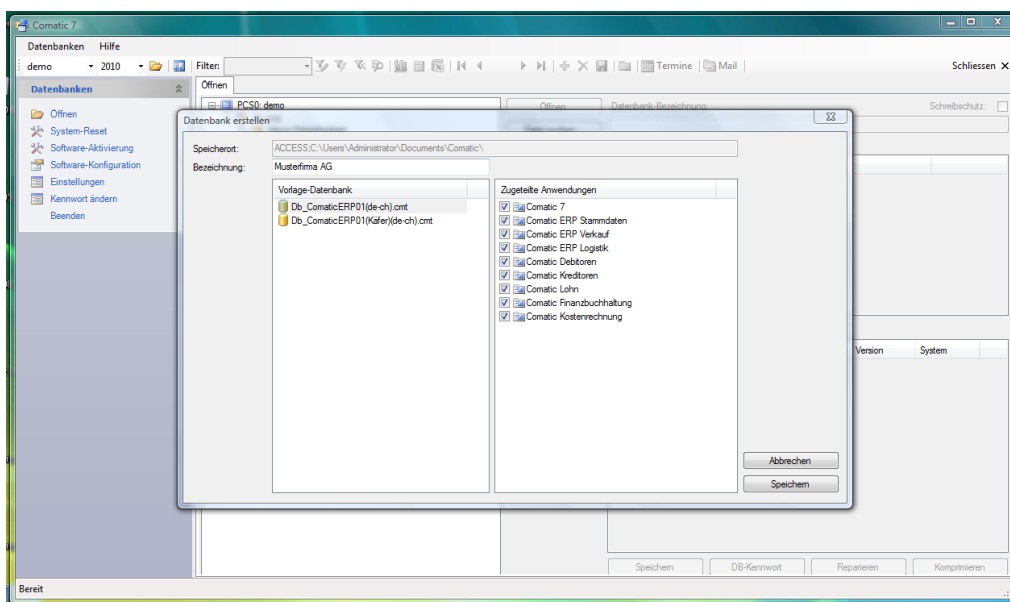 Comatic 7
Datenbanken Hilfe
demo 2010 Filter: Termine Mail Schliessen X
Datenbanken
Öffnen
System-Reset
Software-Aktivierung
Software-Konfiguration
Einstellungen
Kennwort ändern
Beenden
Öffnen
PCS0: demo
Öffnen
Datenbank-Bezeichnung:
Schreibschutz:
Datenbank erstellen
Speicherort: ACCESS;C:\Users\Administrator\Documents\Comatic\
Bezeichnung: Musterfirma AG
Vorlage-Datenbank
Db_ComaticERP01(de-ch).cmt
Db_ComaticERP01(Käfer)(de-ch).cmt
Zugeteilte Anwendungen
Comatic 7
Comatic ERP Stammdaten
Comatic ERP Verkauf
Comatic ERP Logistik
Comatic Debitoren
Comatic Kreditoren
Comatic Lohn
Comatic Finanzbuchhaltung
Comatic Kostenrechnung
Abbrechen
Speichern
Version System
Speichern DB-Kennwort Reparieren Komprimieren
Bereit